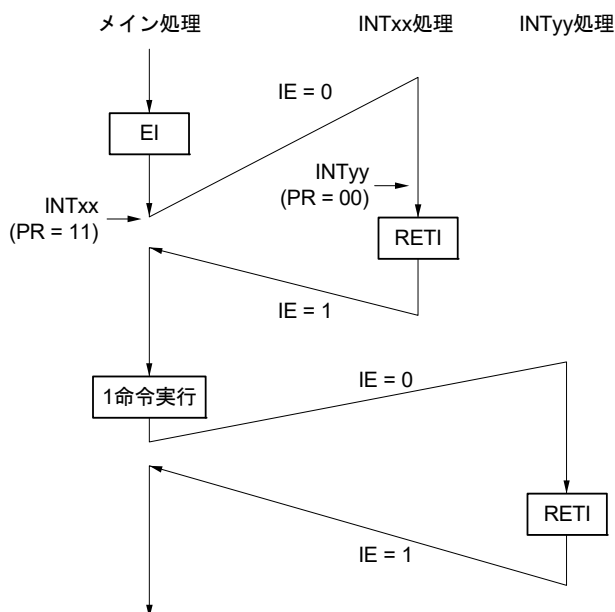 メイン処理
INTxx処理
INTyy処理
IE = 0
EI
INTyy
(PR = 00)
INTxx
(PR = 11)
RETI
IE = 1
IE = 0
1命令実行
RETI
IE = 1